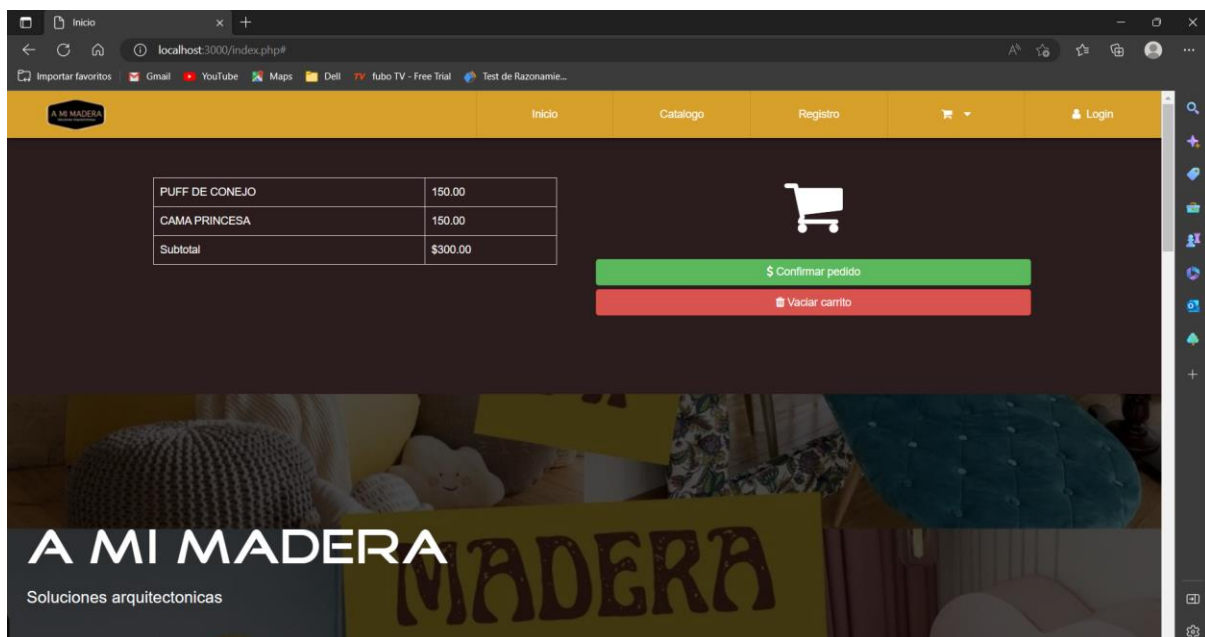 Inicio
localhost:3000/index.php#
Importar favoritos
Gmail
YouTube
Maps
Dell
fubo TV - Free Trial
Test de Razonamie...
A MI MADERA
Inicio
Catalogo
Registro
Login
PUFF DE CONEJO 150.00
CAMA PRINCESA 150.00
Subtotal $300.00
$ Confirmar pedido
Vaciar carrito
A MI MADERA
MADERA
Soluciones arquitectonicas